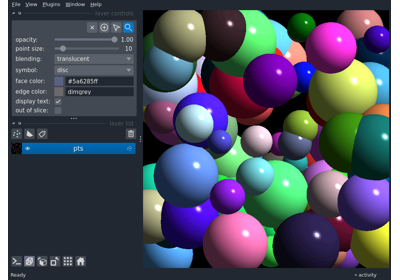 File View Plugins Window Help
layer controls
opacity: 1.00
point size: 10
blending: translucent
symbol: disc
face color: #5a6285ff
edge color: dimgrey
display text:
out of slice:
layer list
pts
Ready
activity